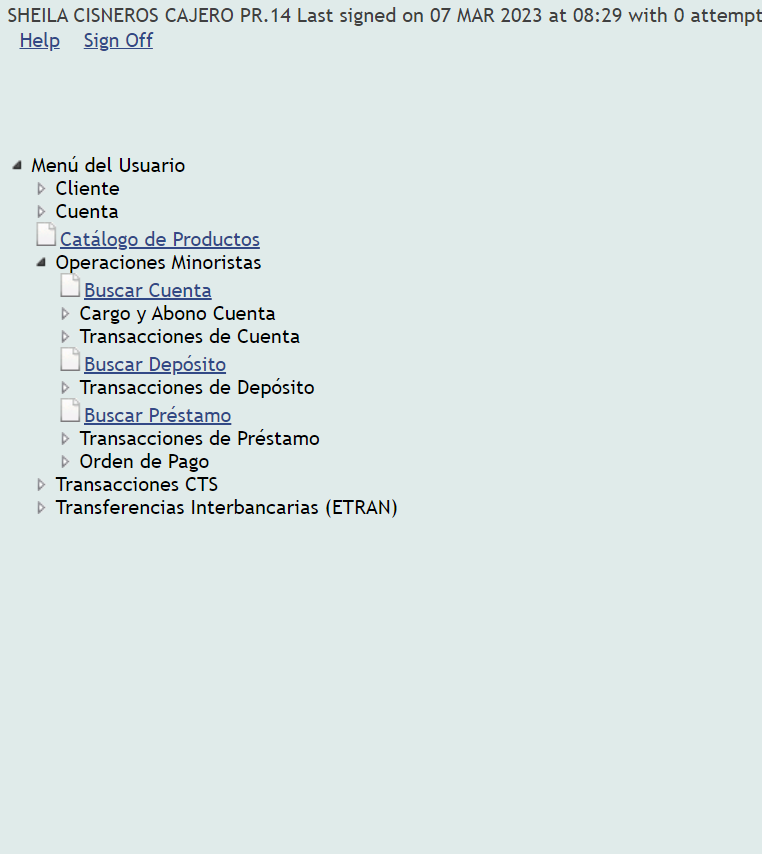 SHEILA CISNEROS CAJERO PR.14 Last signed on 07 MAR 2023 at 08:29 with 0 attempt
Help Sign Off
Menú del Usuario
Cliente
Cuenta
Catálogo de Productos
Operaciones Minoristas
Buscar Cuenta
Cargo y Abono Cuenta
Transacciones de Cuenta
Buscar Depósito
Transacciones de Depósito
Buscar Préstamo
Transacciones de Préstamo
Orden de Pago
Transacciones CTS
Transferencias Interbancarias (ETRAN)